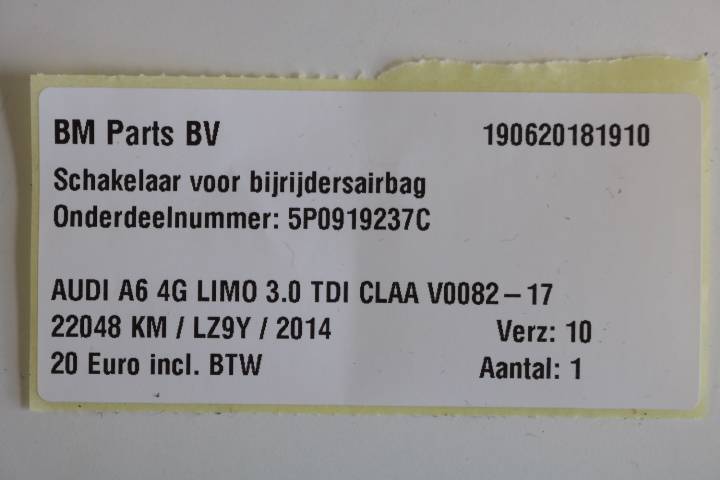 BM Parts BV 190620181910
Schakelaar voor bijrijdersairbag
Onderdeelnummer: 5P0919237C
AUDI A6 4G LIMO 3.0 TDI CLAA V0082 – 17
22048 KM / LZ9Y / 2014 Verz: 10
20 Euro incl. BTW Aantal: 1